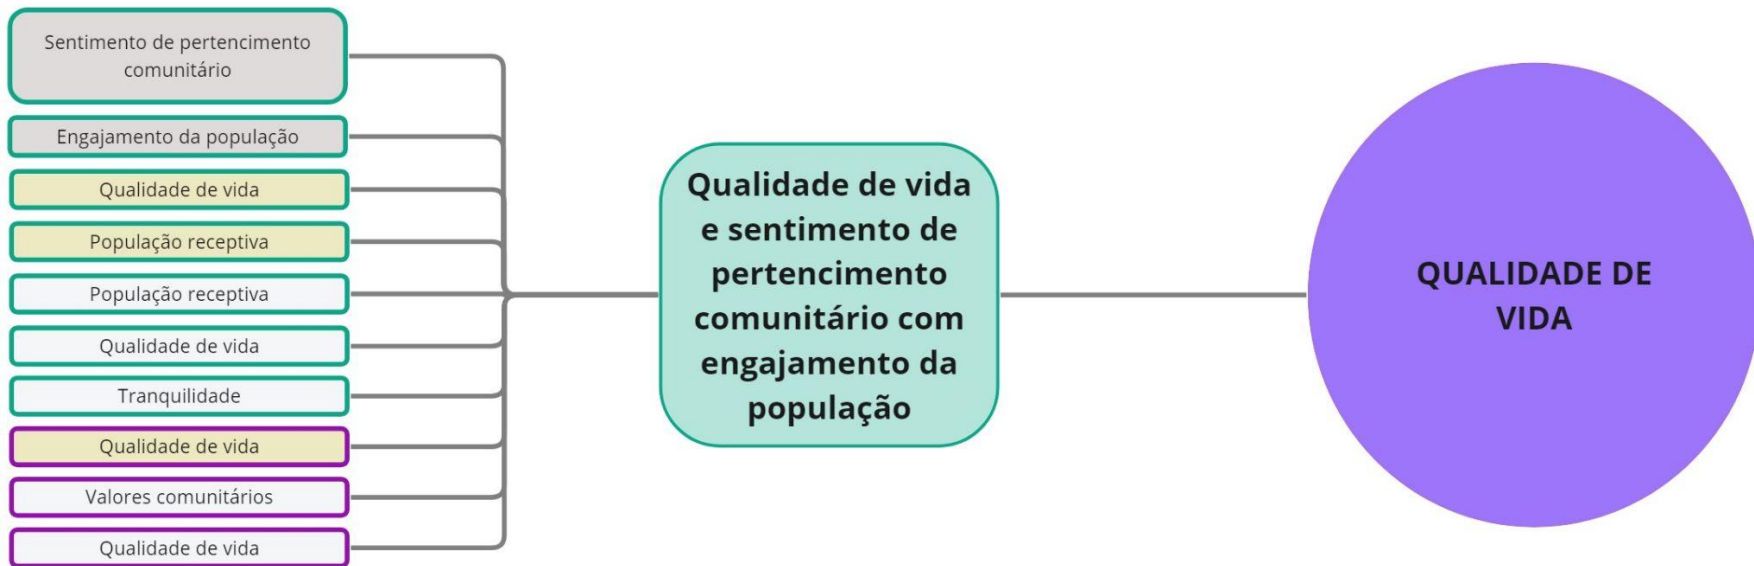 Sentimento de pertencimento
comunitário
Engajamento da população
Qualidade de vida
População receptiva
População receptiva
Qualidade de vida
Tranquilidade
Qualidade de vida
Valores comunitários
Qualidade de vida
Qualidade de vida
e sentimento de
pertencimento
comunitário com
engajamento da
população
QUALIDADE DE
VIDA